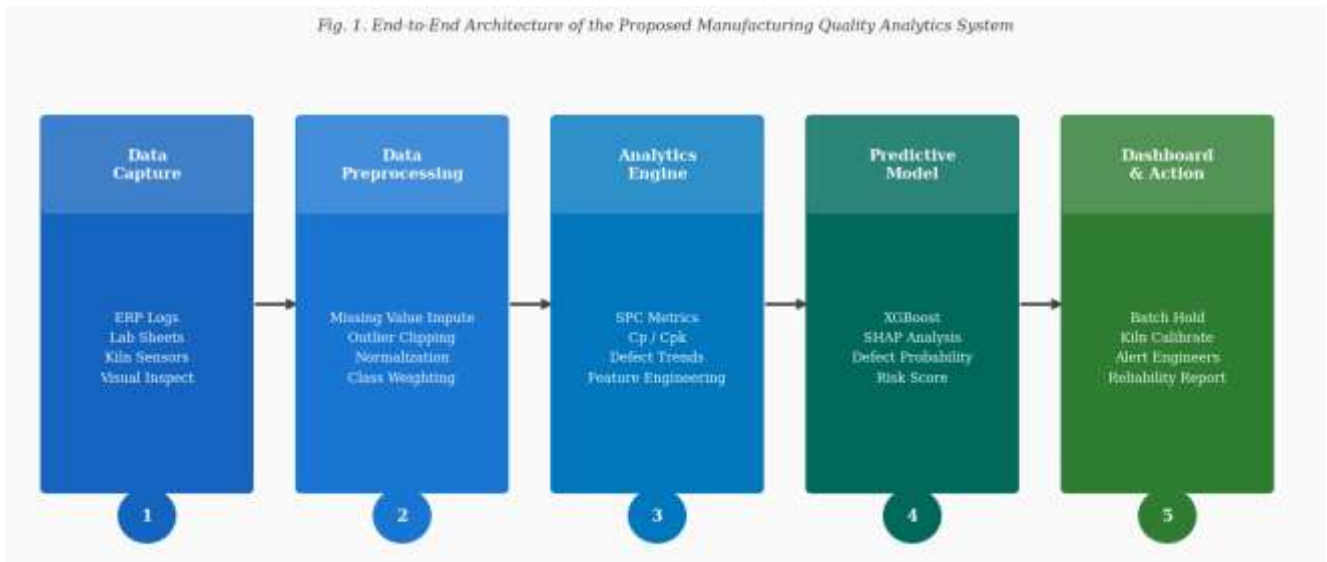 Fig. 1. End-to-End Architecture of the Proposed Manufacturing Quality Analytics System
Data
Capture
ERP Logs
Lab Sheets
Kiln Sensors
Visual Inspect
1
Data
Preprocessing
Missing Value Impute
Outlier Clipping
Normalization
Class Weighting
2
Analytics
Engine
SPC Metrics
Cp / Cpk
Defect Trends
Feature Engineering
3
Predictive
Model
XGBoost
SHAP Analysis
Defect Probability
Risk Score
4
Dashboard
& Action
Batch Hold
Kiln Calibrate
Alert Engineers
Reliability Report
5